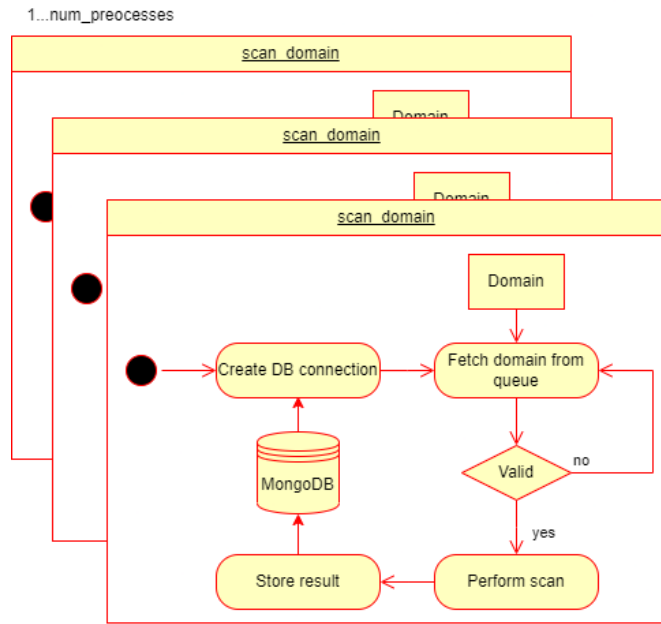 1...num_preocesses
scan_domain
Domain
scan_domain
Domain
scan_domain
Domain
Create DB connection
Fetch domain from
queue
MongoDB
Valid
no
yes
Store result
Perform scan